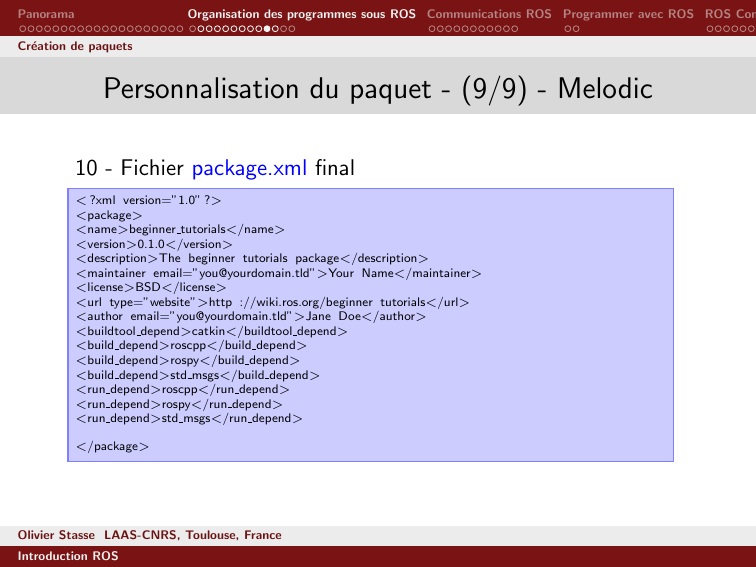 Panorama
Organisation des programmes sous ROS
Communications ROS
Programmer avec ROS
ROS Con
Création de paquets
Personnalisation du paquet - (9/9) - Melodic
10 - Fichier package.xml final
< ?xml version="1.0" ?>
<package>
<name>beginner_tutorials</name>
<version>0.1.0</version>
<description>The beginner tutorials package</description>
<maintainer email="you@yourdomain.tld">Your Name</maintainer>
<license>BSD</license>
<url type="website">http ://wiki.ros.org/beginner tutorials</url>
<author email="you@yourdomain.tld">Jane Doe</author>
<buildtool_depend>catkin</buildtool_depend>
<build_depend>roscpp</build_depend>
<build_depend>rospy</build_depend>
<build_depend>std_msgs</build_depend>
<run_depend>roscpp</run_depend>
<run_depend>rospy</run_depend>
<run_depend>std_msgs</run_depend>
</package>
Olivier Stasse LAAS-CNRS, Toulouse, France
Introduction ROS